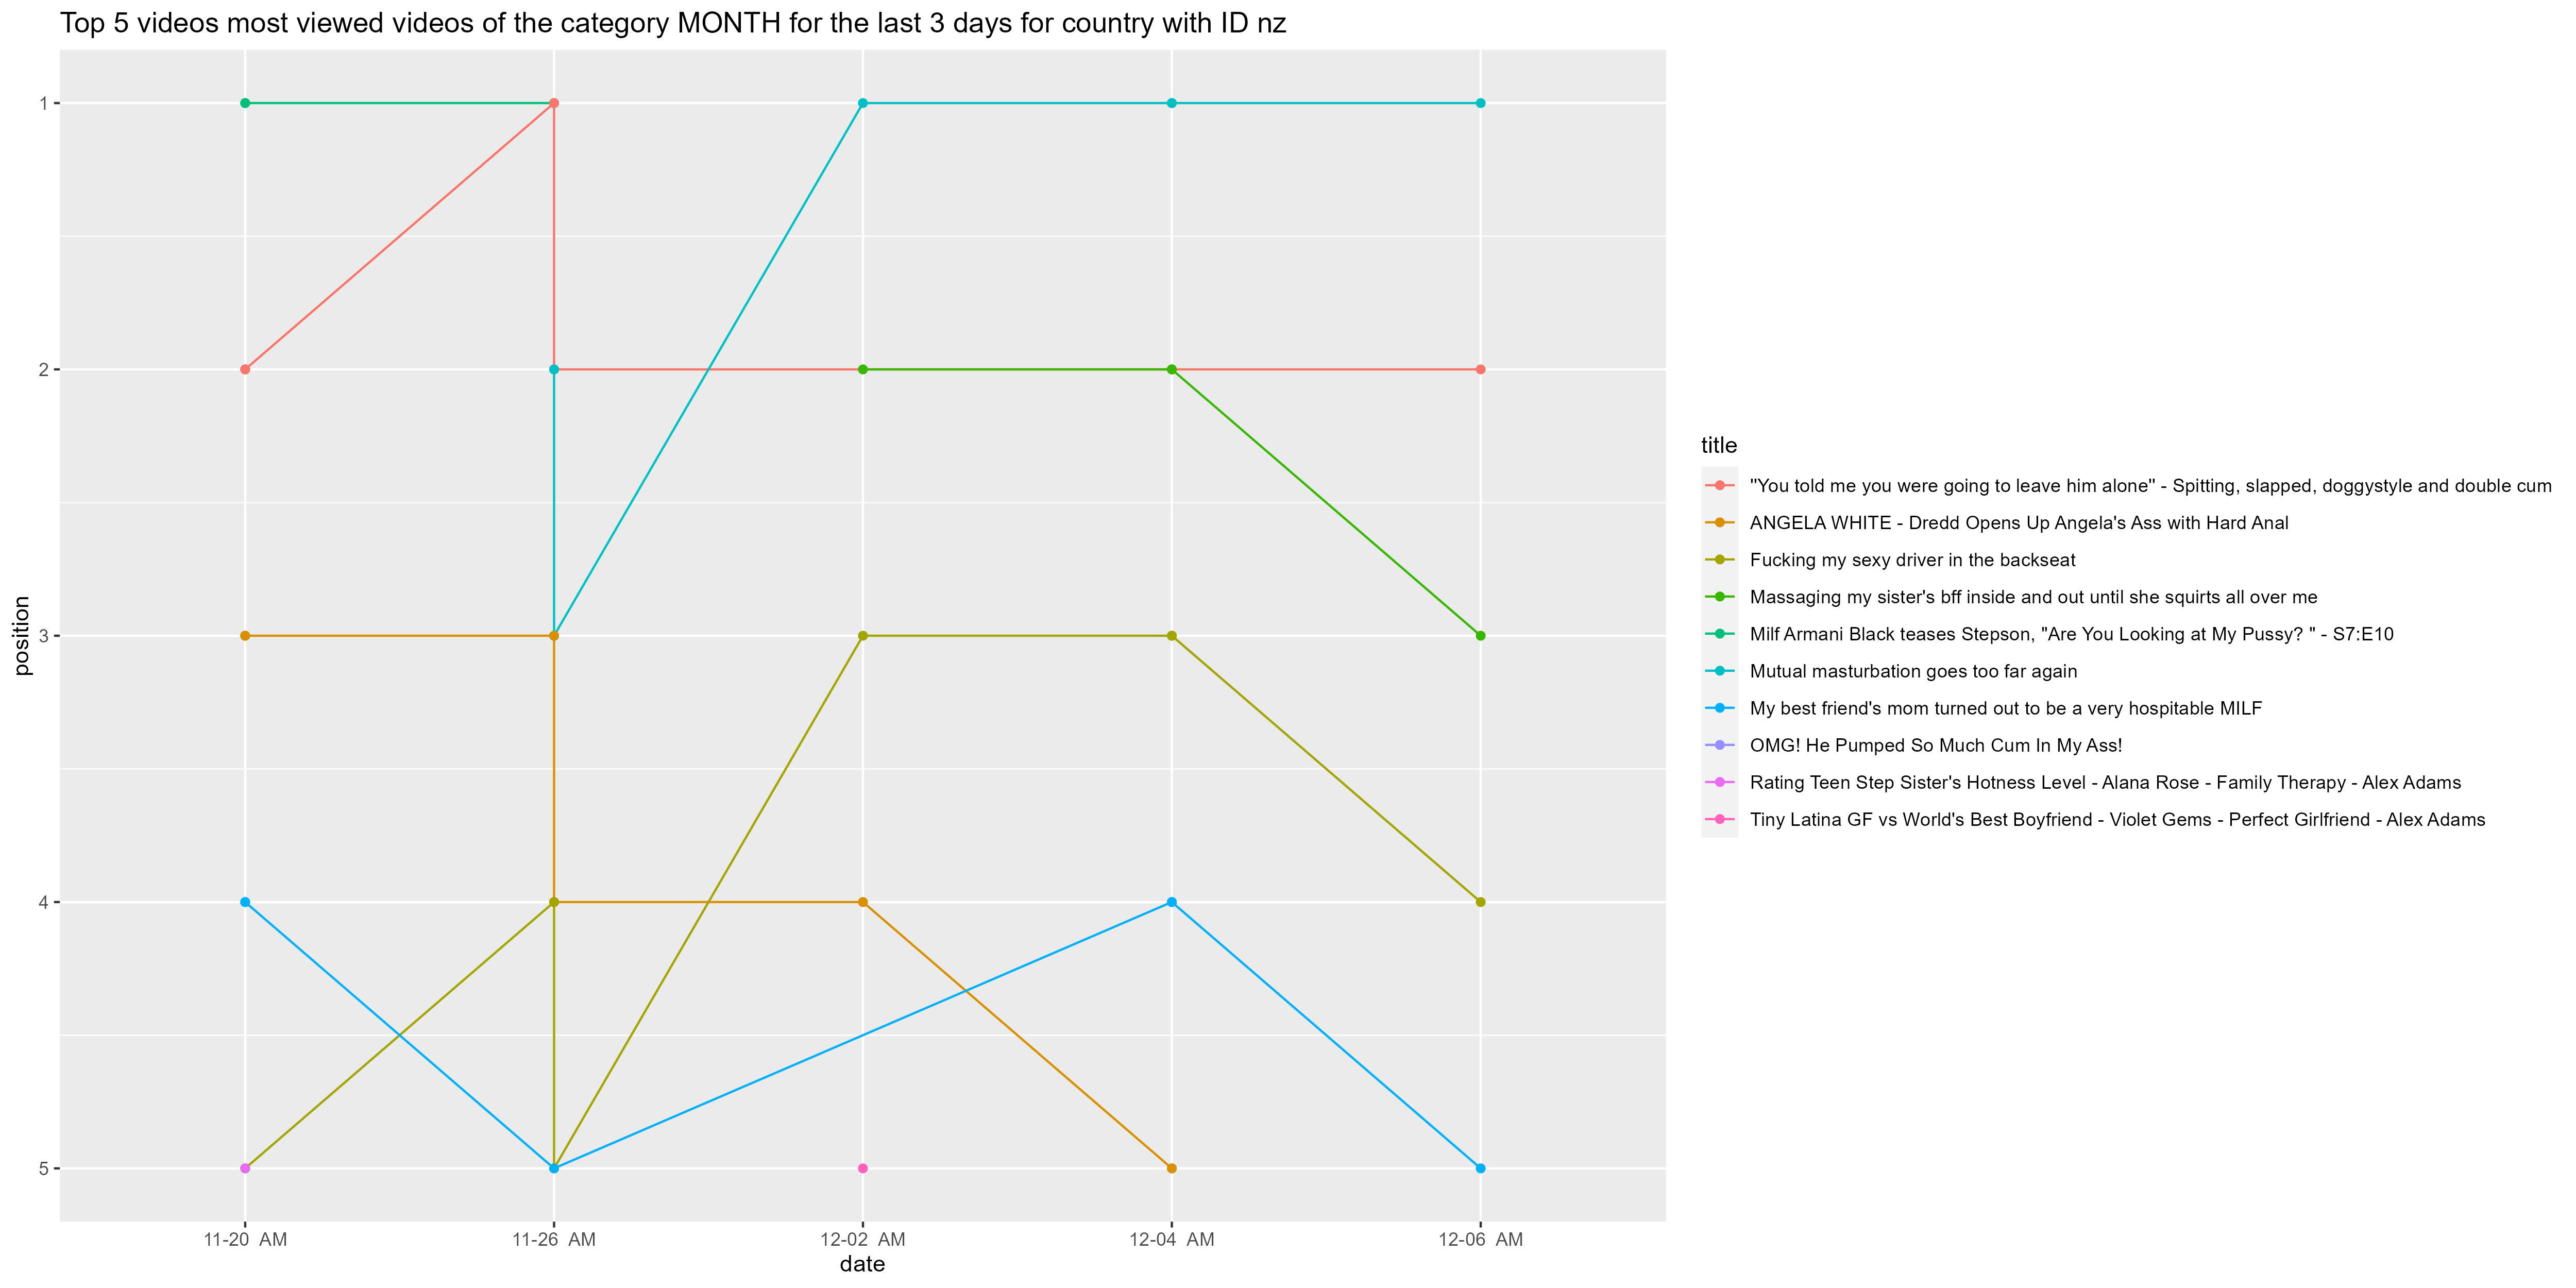 Top 5 videos most viewed videos of the category MONTH for the last 3 days for country with ID nz
1
2
3
4
5
position
11-20  AM
11-26  AM
12-02  AM
12-04  AM
12-06  AM
date
title
"You told me you were going to leave him alone" - Spitting, slapped, doggystyle and double cum
ANGELA WHITE - Dredd Opens Up Angela's Ass with Hard Anal
Fucking my sexy driver in the backseat
Massaging my sister's bff inside and out until she squirts all over me
Milf Armani Black teases Stepson, "Are You Looking at My Pussy? " - S7:E10
Mutual masturbation goes too far again
My best friend's mom turned out to be a very hospitable MILF
OMG! He Pumped So Much Cum In My Ass!
Rating Teen Step Sister's Hotness Level - Alana Rose - Family Therapy - Alex Adams
Tiny Latina GF vs World's Best Boyfriend - Violet Gems - Perfect Girlfriend - Alex Adams